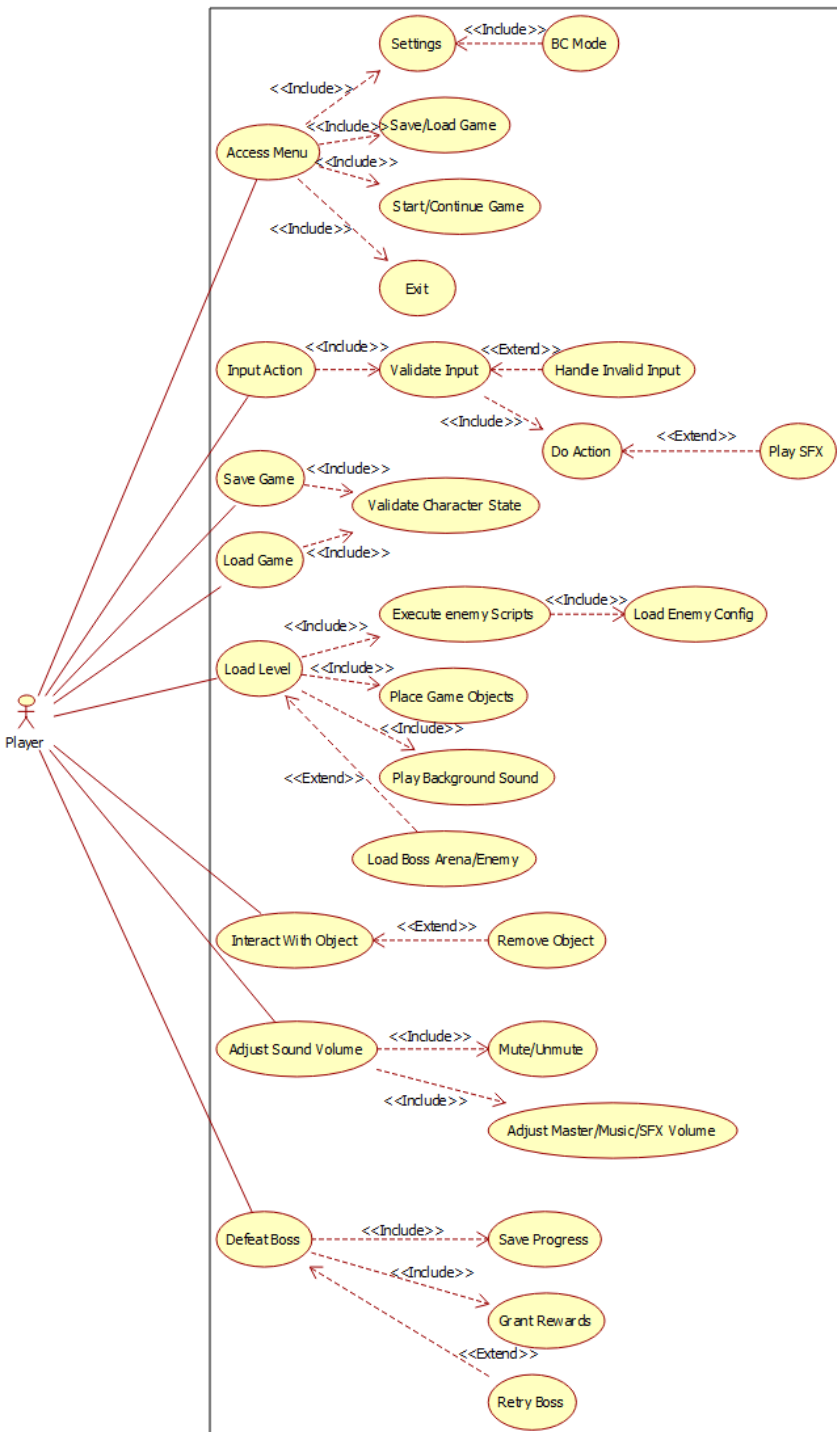 <<Include>>
Settings
BC Mode
<<Include>>
<<Include>>
Save/Load Game
Access Menu
<<Include>>
Start/Continue Game
<<Include>>
Exit
<<Include>>
<<Extend>>
Input Action
Validate Input
Handle Invalid Input
<<Include>>
<<Extend>>
Do Action
Play SFX
<<Include>>
Save Game
Validate Character State
<<Include>>
Load Game
<<Include>>
Execute enemy Scripts
Load Enemy Config
<<Include>>
Load Level
<<Include>>
Place Game Objects
<<Include>>
Player
<<Extend>>
Play Background Sound
Load Boss Arena/Enemy
<<Extend>>
Interact With Object
Remove Object
<<Include>>
Adjust Sound Volume
Mute/Unmute
<<Include>>
Adjust Master/Music/SFX Volume
<<Include>>
Defeat Boss
Save Progress
<<Include>>
Grant Rewards
<<Extend>>
Retry Boss